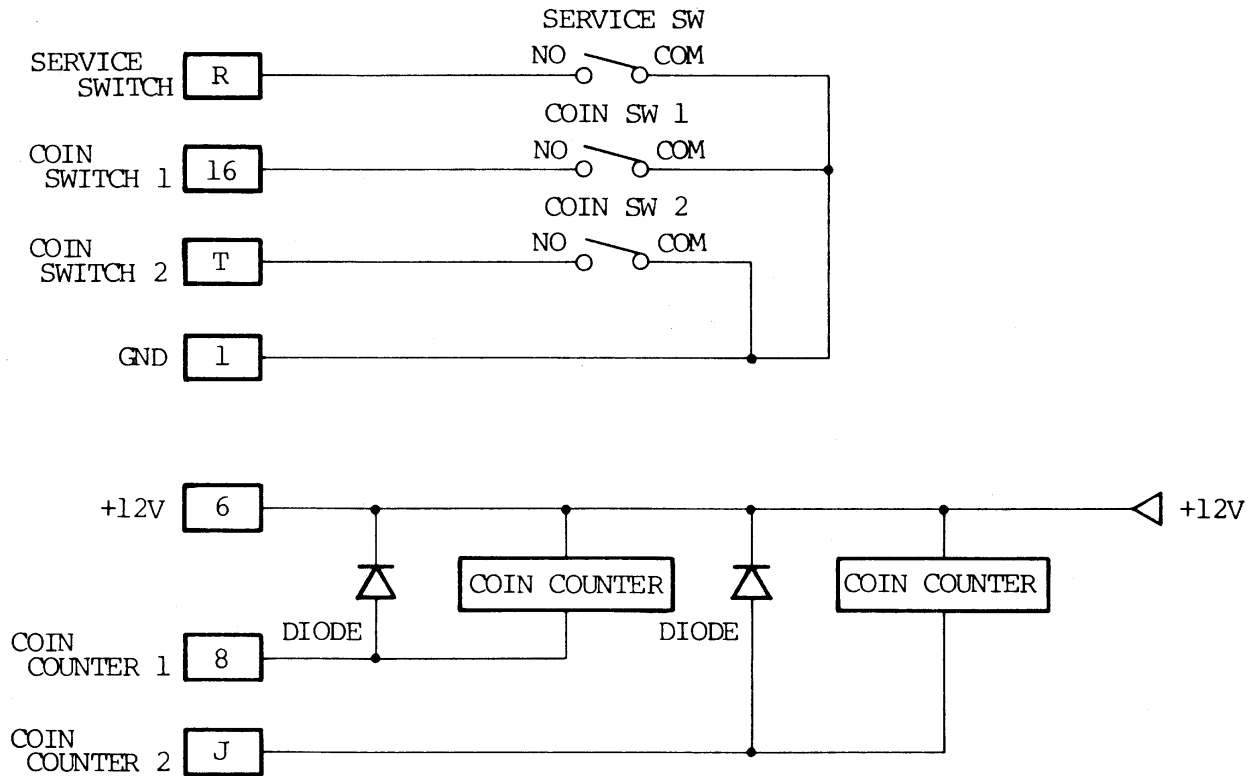 SERVICE SW
SERVICE
SWITCH
R
NO
COM
COIN SW 1
COIN
SWITCH 1
16
NO
COM
COIN SW 2
COIN
SWITCH 2
T
NO
COM
GND
1
+12V
6
+12V
COIN COUNTER
COIN COUNTER
DIODE
DIODE
COIN
COUNTER 1
8
COIN
COUNTER 2
J